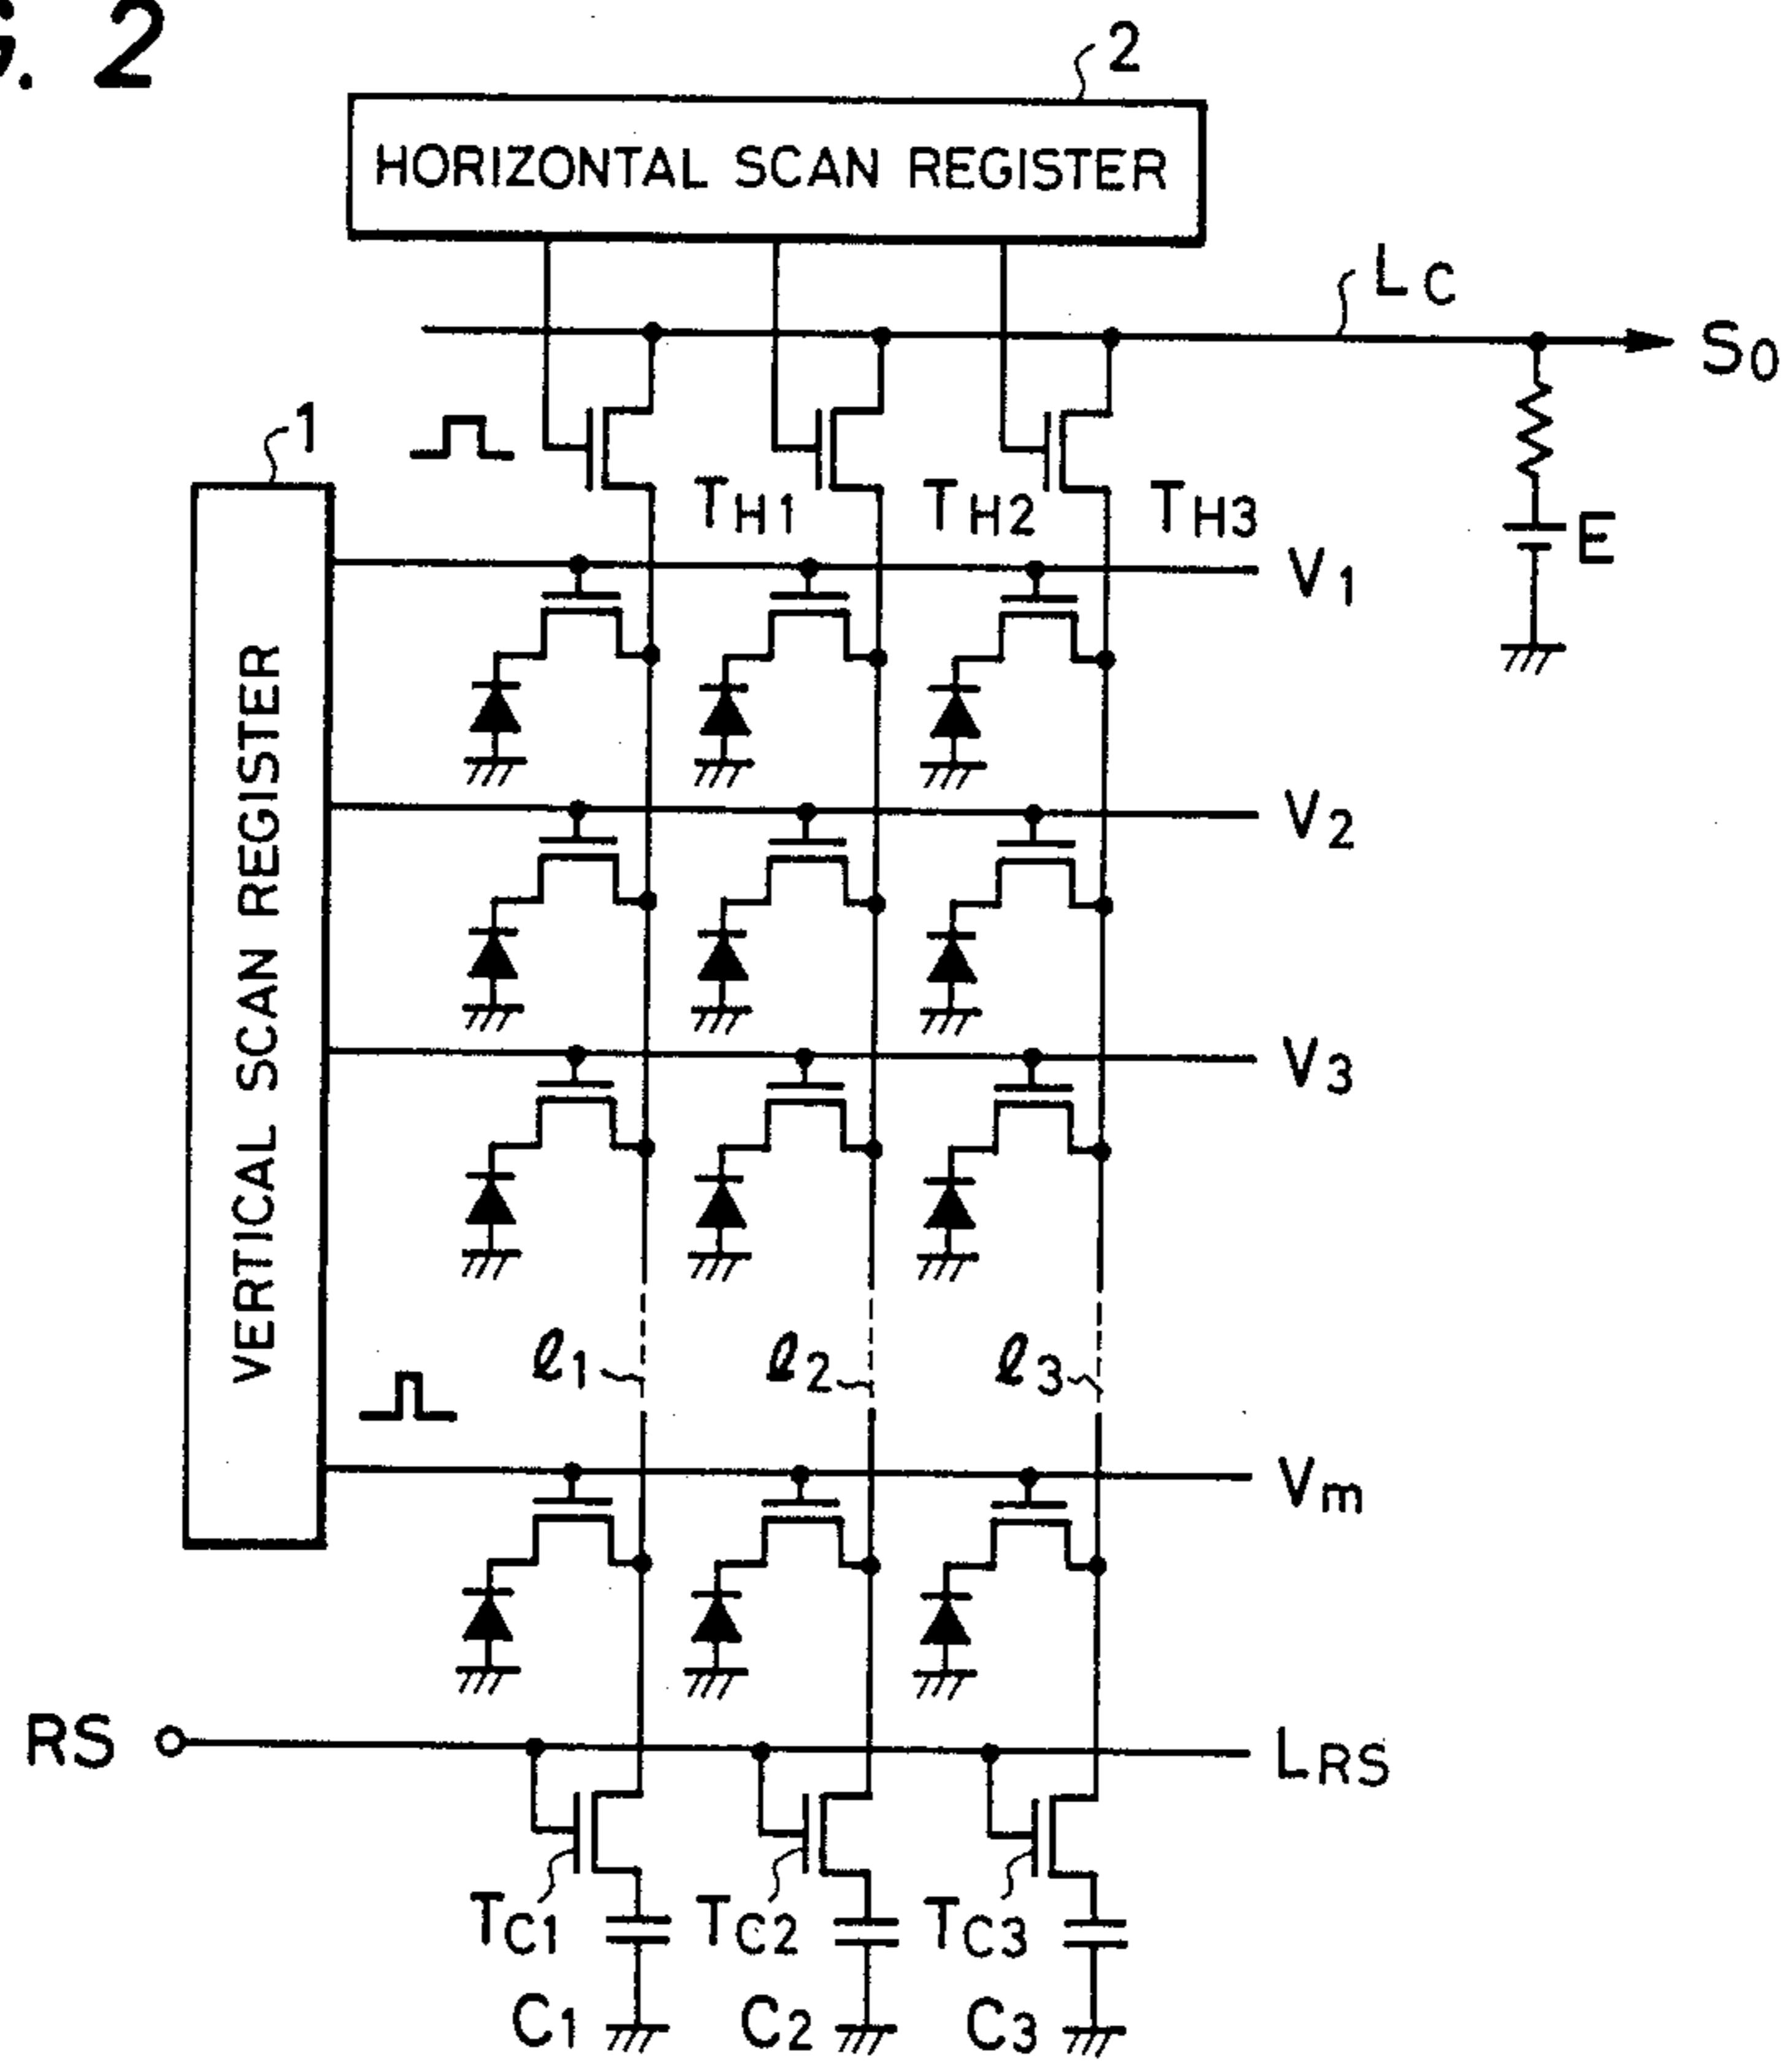 G. 2
2
HORIZONTAL SCAN REGISTER
LC
SO
1
TH1
TH2
TH3
E
V1
VERTICAL SCAN REGISTER
V2
V3
ℓ1
ℓ2
ℓ3
Vm
RS
LRS
TC1
TC2
TC3
C1
C2
C3